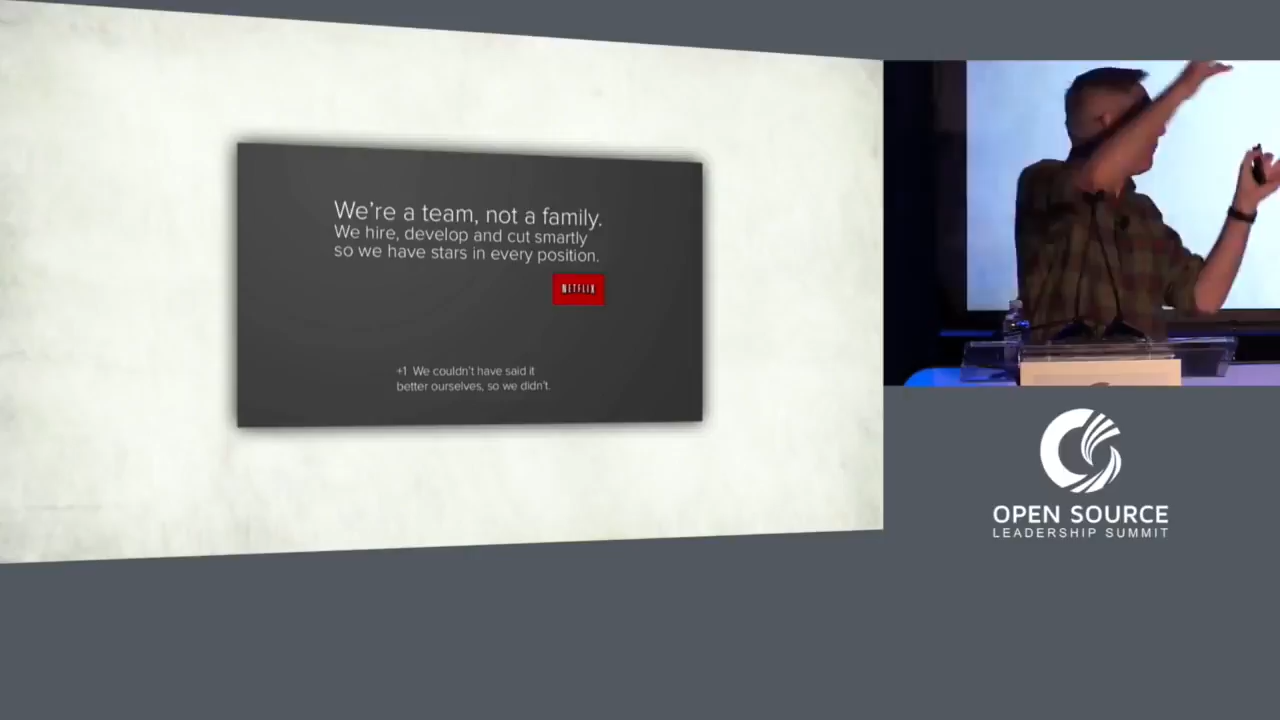 We're a team, not a family.
We hire, develop and cut smartly
so we have stars in every position.
NETFLIX
+1 We couldn't have said it
better ourselves, so we didn't.
OPEN SOURCE
LEADERSHIP SUMMIT